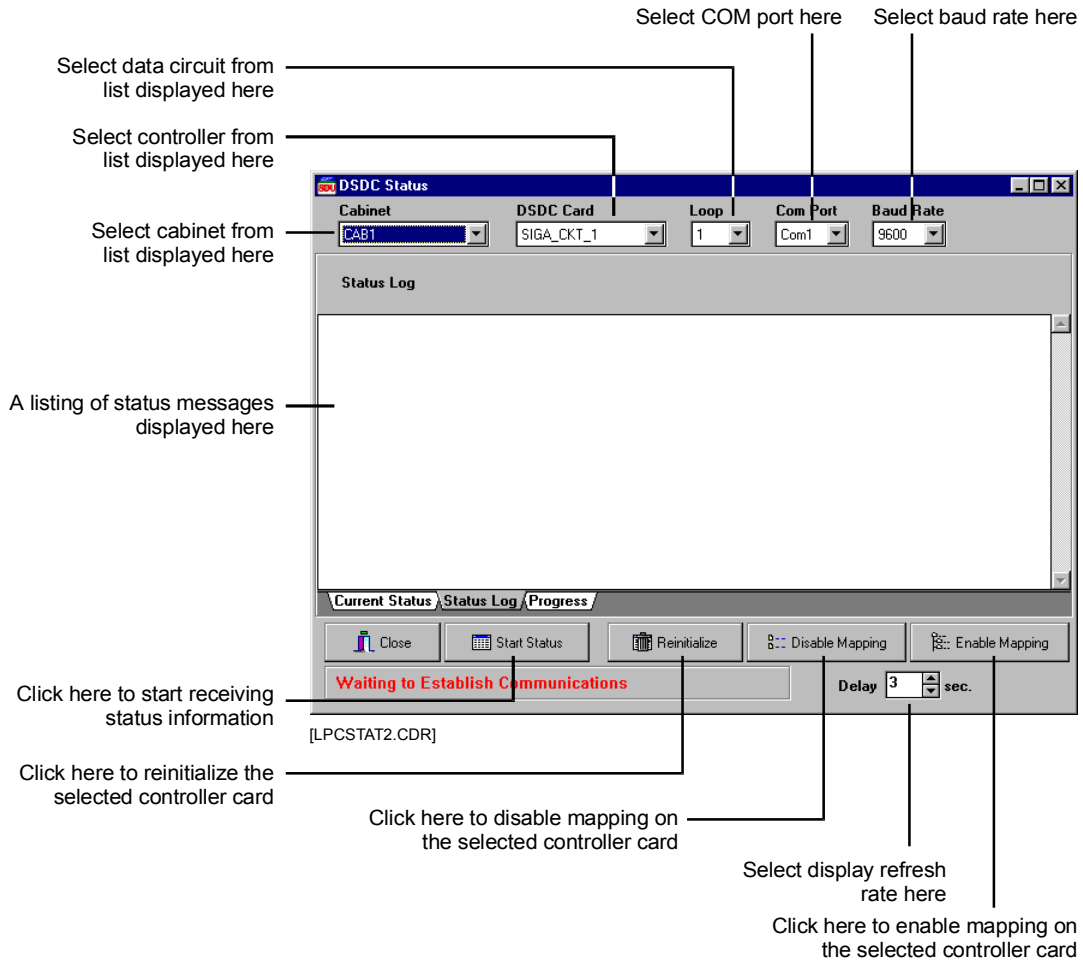 Select COM port here
Select baud rate here
Select data circuit from
list displayed here
Select controller from
list displayed here
SDU
DSDC Status
Cabinet
DSDC Card
Loop
Com Port
Baud Rate
Select cabinet from
list displayed here
CAB1
SIGA_CKT_1
1
Com1
9600
Status Log
A listing of status messages
displayed here
Current Status
Status Log
Progress
Close
Start Status
Reinitialize
Disable Mapping
Enable Mapping
Waiting to Establish Communications
Delay 3 sec.
Click here to start receiving
status information
[LPCSTAT2.CDR]
Click here to reinitialize the
selected controller card
Click here to disable mapping on
the selected controller card
Select display refresh
rate here
Click here to enable mapping on
the selected controller card